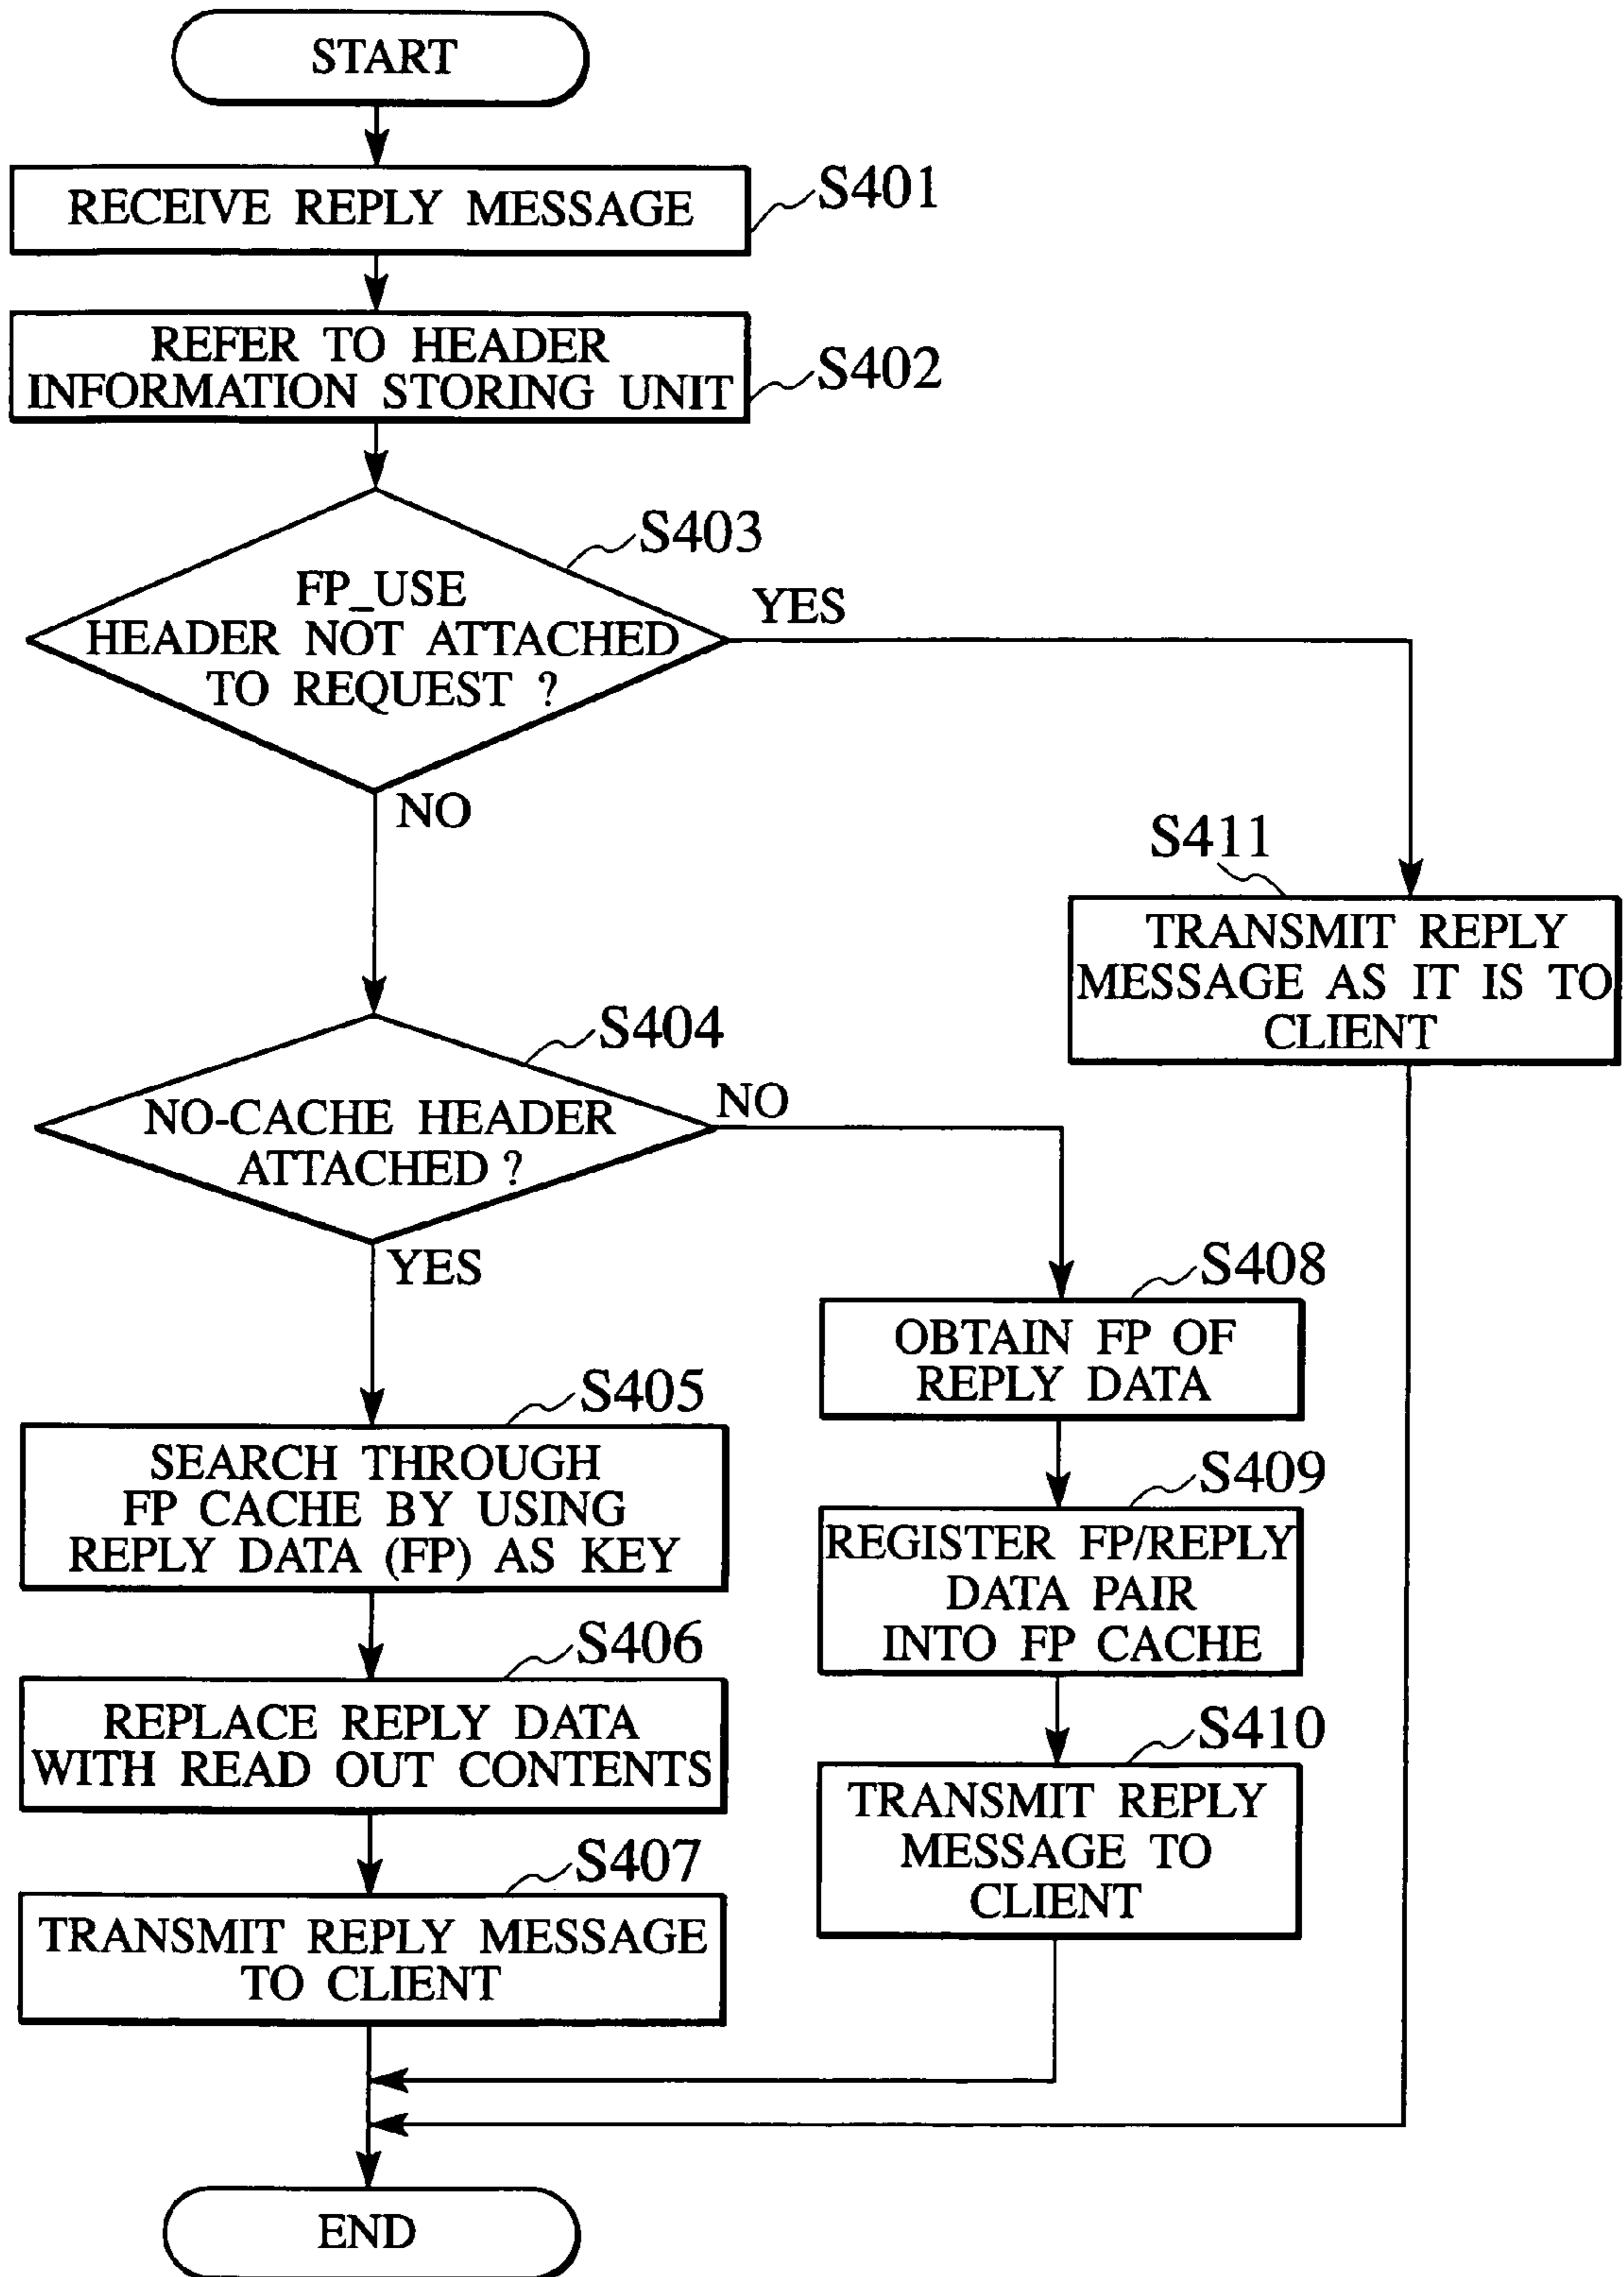 START
RECEIVE REPLY MESSAGE
S401
REFER TO HEADER
INFORMATION STORING UNIT
S402
S403
FP_USE
HEADER NOT ATTACHED
TO REQUEST ?
YES
NO
S411
TRANSMIT REPLY
MESSAGE AS IT IS TO
CLIENT
S404
NO-CACHE HEADER
ATTACHED ?
NO
YES
S405
SEARCH THROUGH
FP CACHE BY USING
REPLY DATA (FP) AS KEY
S406
REPLACE REPLY DATA
WITH READ OUT CONTENTS
S407
TRANSMIT REPLY MESSAGE
TO CLIENT
S408
OBTAIN FP OF
REPLY DATA
S409
REGISTER FP/REPLY
DATA PAIR
INTO FP CACHE
S410
TRANSMIT REPLY
MESSAGE TO
CLIENT
END